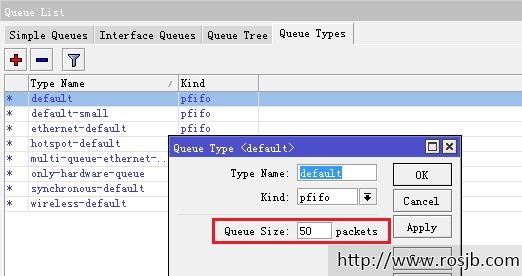 Queue List
Simple Queues Interface Queues Queue Tree Queue Types
Type Name / Kind
* default pfifo
* default-small pfifo
* ethernet-default pfifo
* hotspot-default
* multi-queue-ethernet-...
* only-hardware-queue
* synchronous-default
* wireless-default
Queue Type <default>
Type Name: default OK
Kind: pfifo Cancel
Queue Size: 50 packets Apply
http://www.rosjb.com